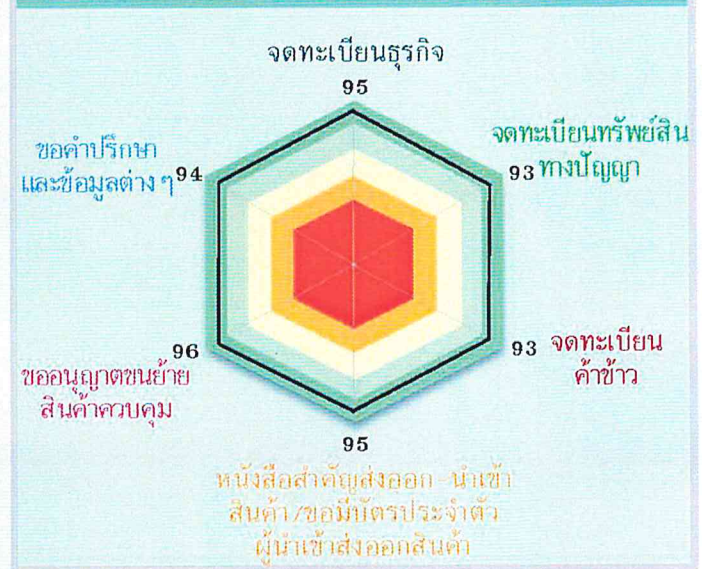 จดทะเบียนธุรกิจ
95
จดทะเบียนทรัพย์สิน
93 ทางปัญญา
ขอคำปรึกษา
และข้อมูลต่าง ๆ 94
96
ขออนุญาตขนย้าย
สินค้าควบคุม
93 จดทะเบียน
ค้าข้าว
95
หนังสือสำคัญส่งออก-นำเข้า
สินค้า/ขอมีบัตรประจำตัว
ผู้นำเข้าส่งออกสินค้า